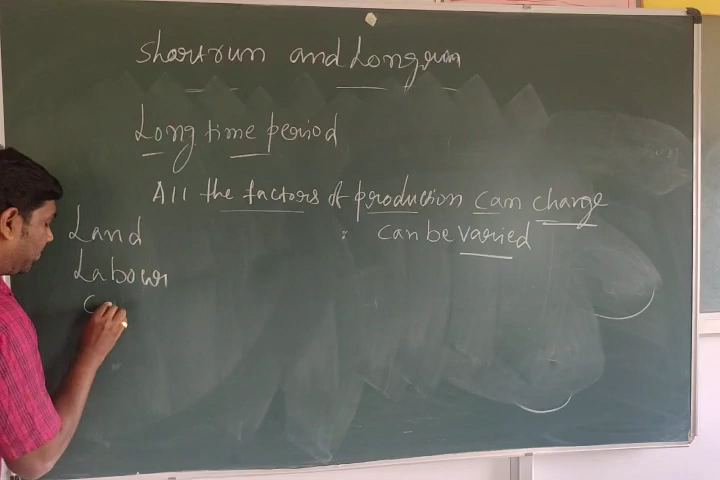 Shortrun and Longrun
Long time period
All the factors of production can change
: can be varied
Land
Labour
C